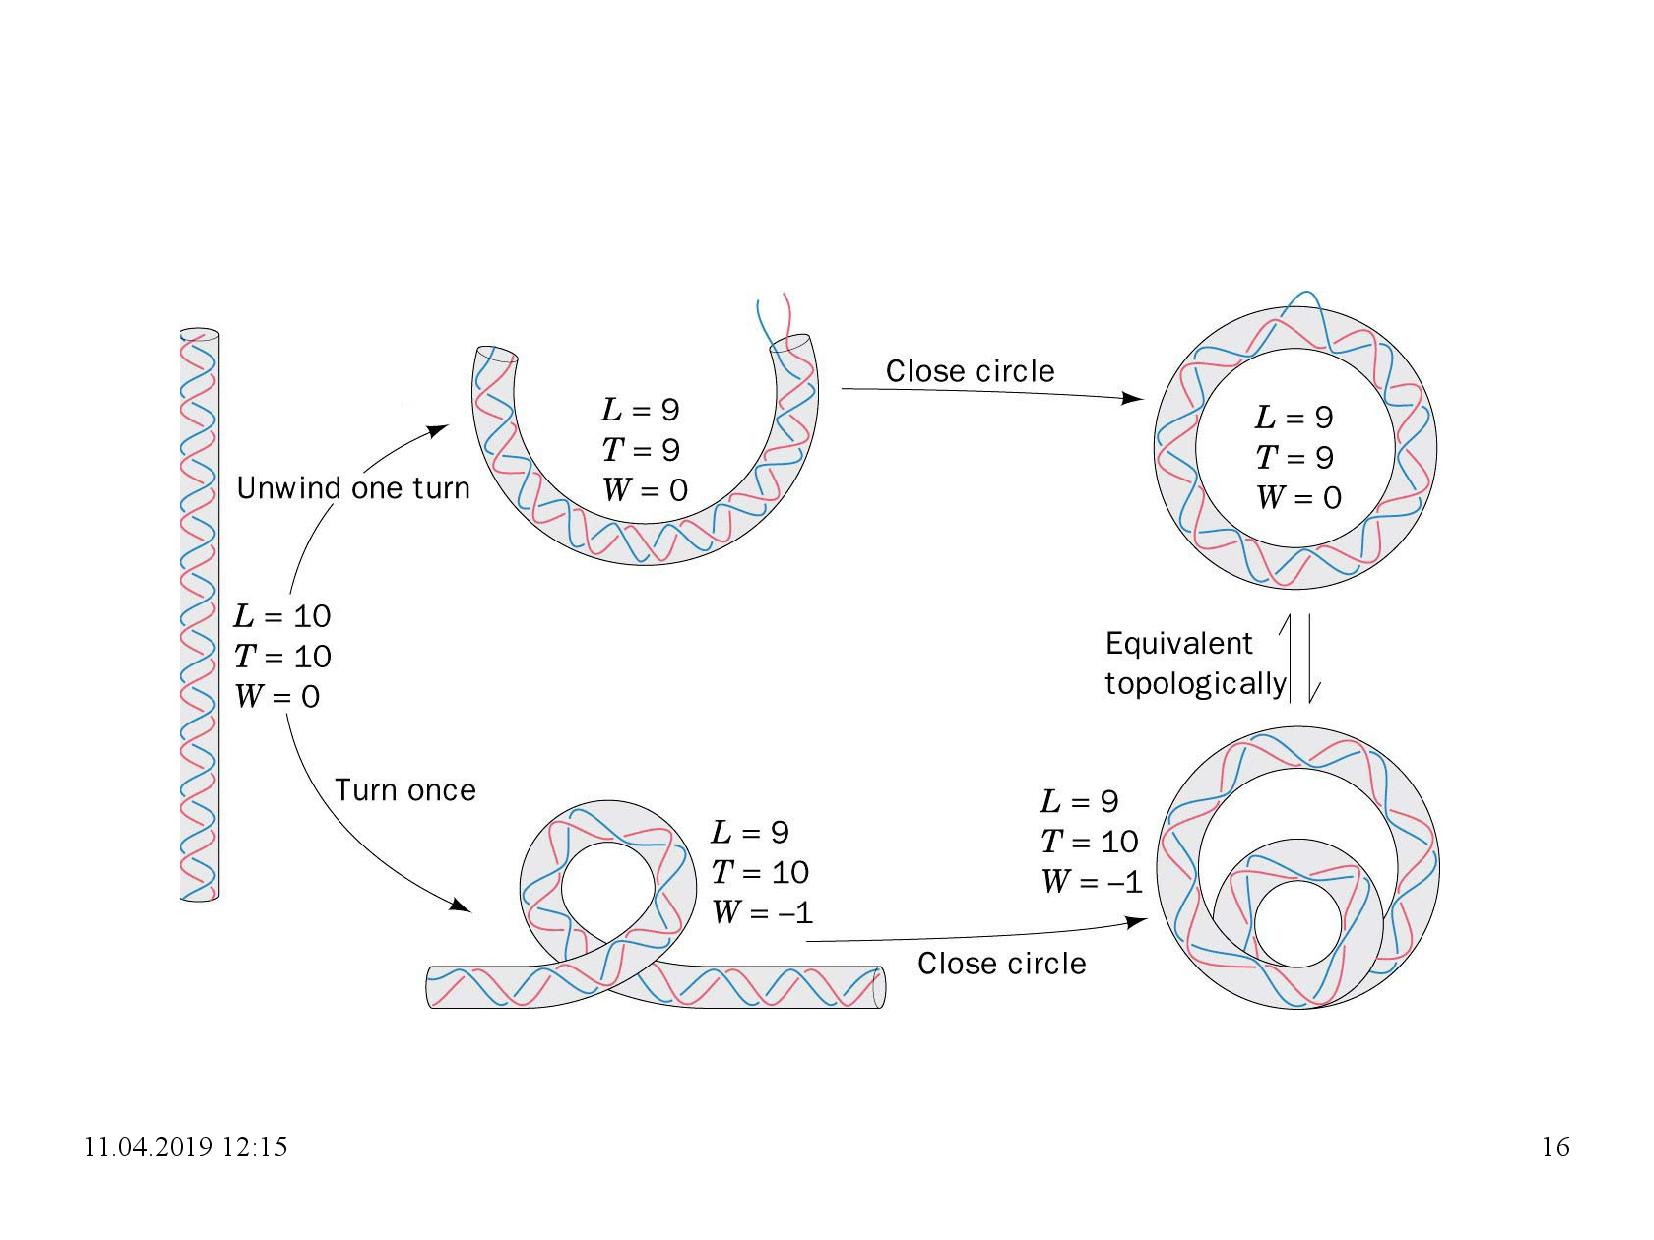 Close circle
L = 9
T = 9
W = 0
L = 9
T = 9
W = 0
Unwind one turn
L = 10
T = 10
W = 0
Equivalent
topologically
Turn once
L = 9
T = 10
W = –1
L = 9
T = 10
W = –1
Close circle
11.04.2019 12:15
16